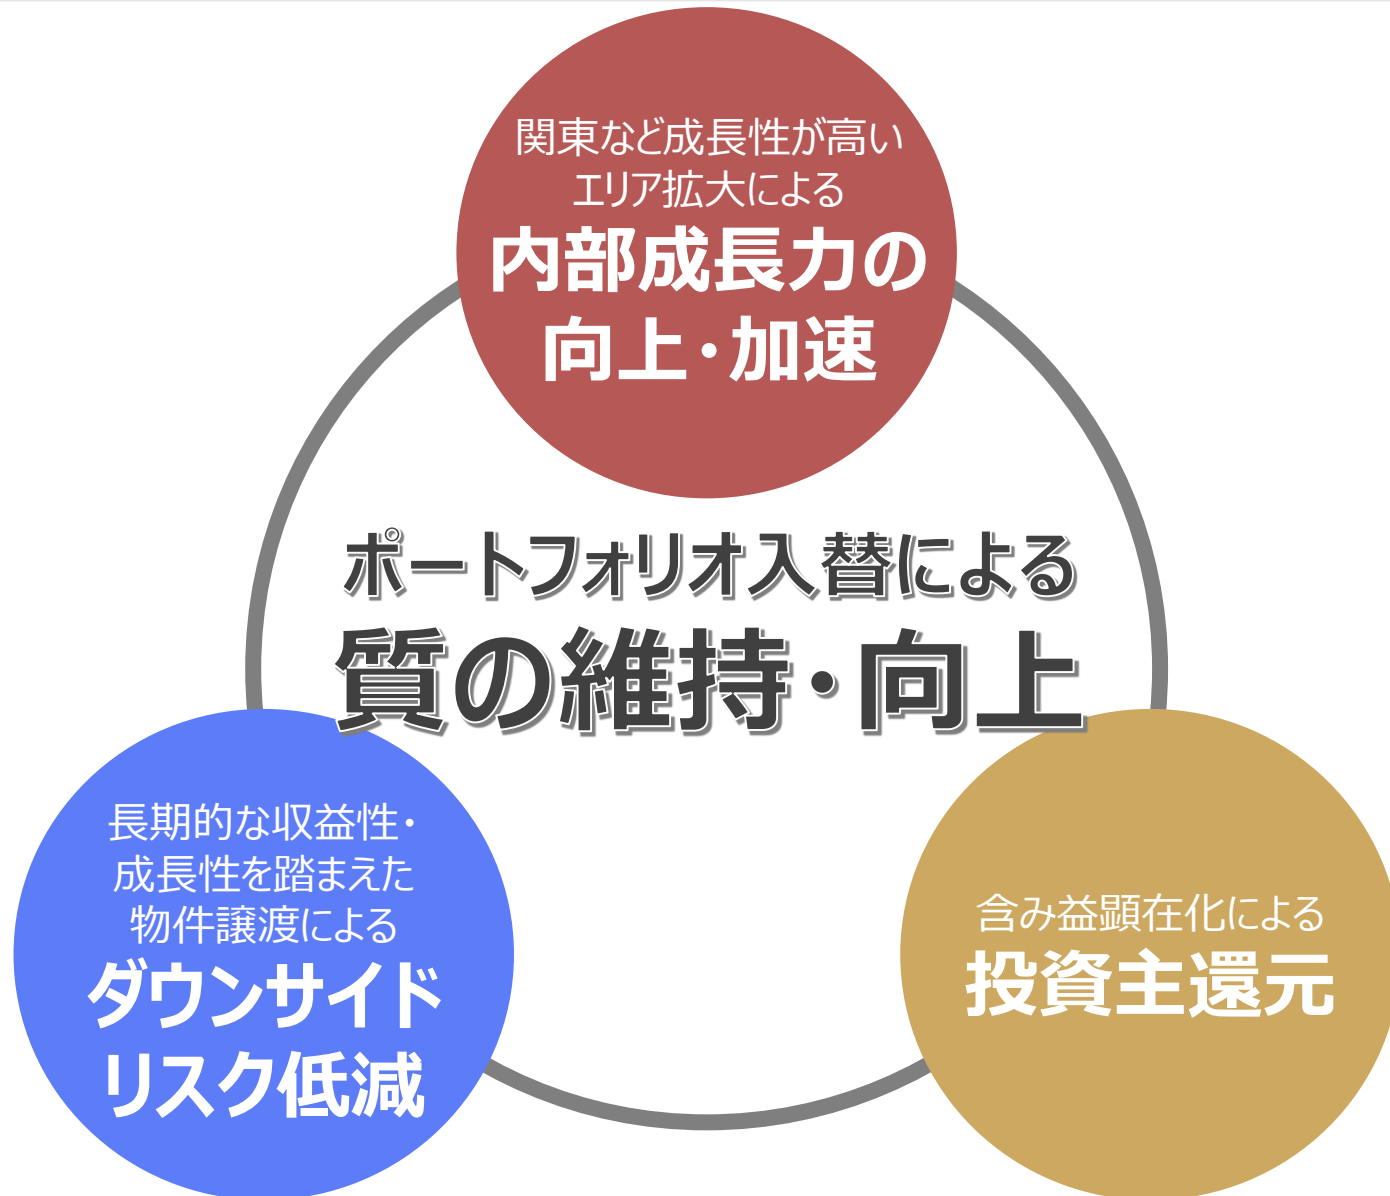 関東など成長性が高い
エリア拡大による
内部成長力の
向上・加速
ポートフォリオ入替による
質の維持・向上
長期的な収益性・
成長性を踏まえた
物件譲渡による
ダウンサイド
リスク低減
含み益顕在化による
投資主還元